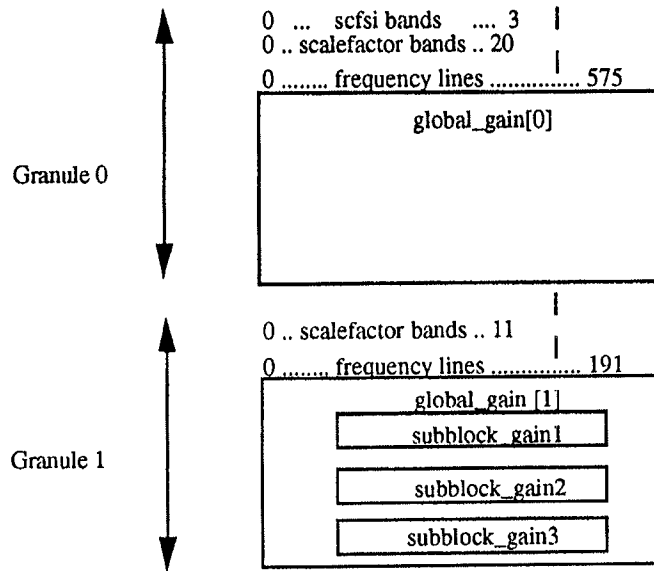 0 ... scfsi bands .... 3
0 .. scalefactor bands .. 20
0 ........ frequency lines ............... 575
global_gain[0]
Granule 0
0 .. scalefactor bands .. 11
0 ........ frequency lines ............... 191
global_gain [1]
subblock_gain1
Granule 1
subblock_gain2
subblock_gain3